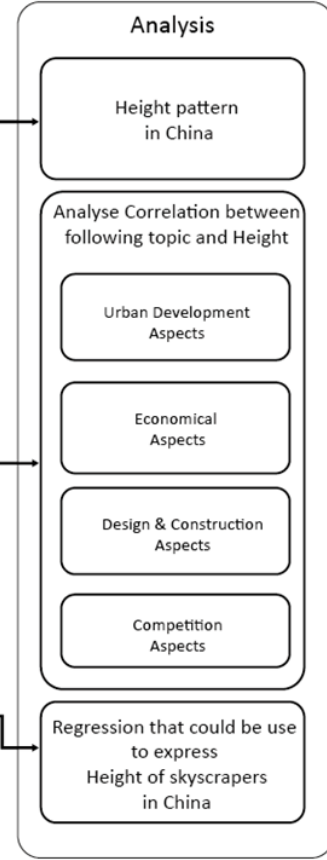 Analysis
Height pattern
in China
Analyse Correlation between
following topic and Height
Urban Development
Aspects
Economical
Aspects
Design & Construction
Aspects
Competition
Aspects
Regression that could be use
to express
Height of skyscrapers
in China